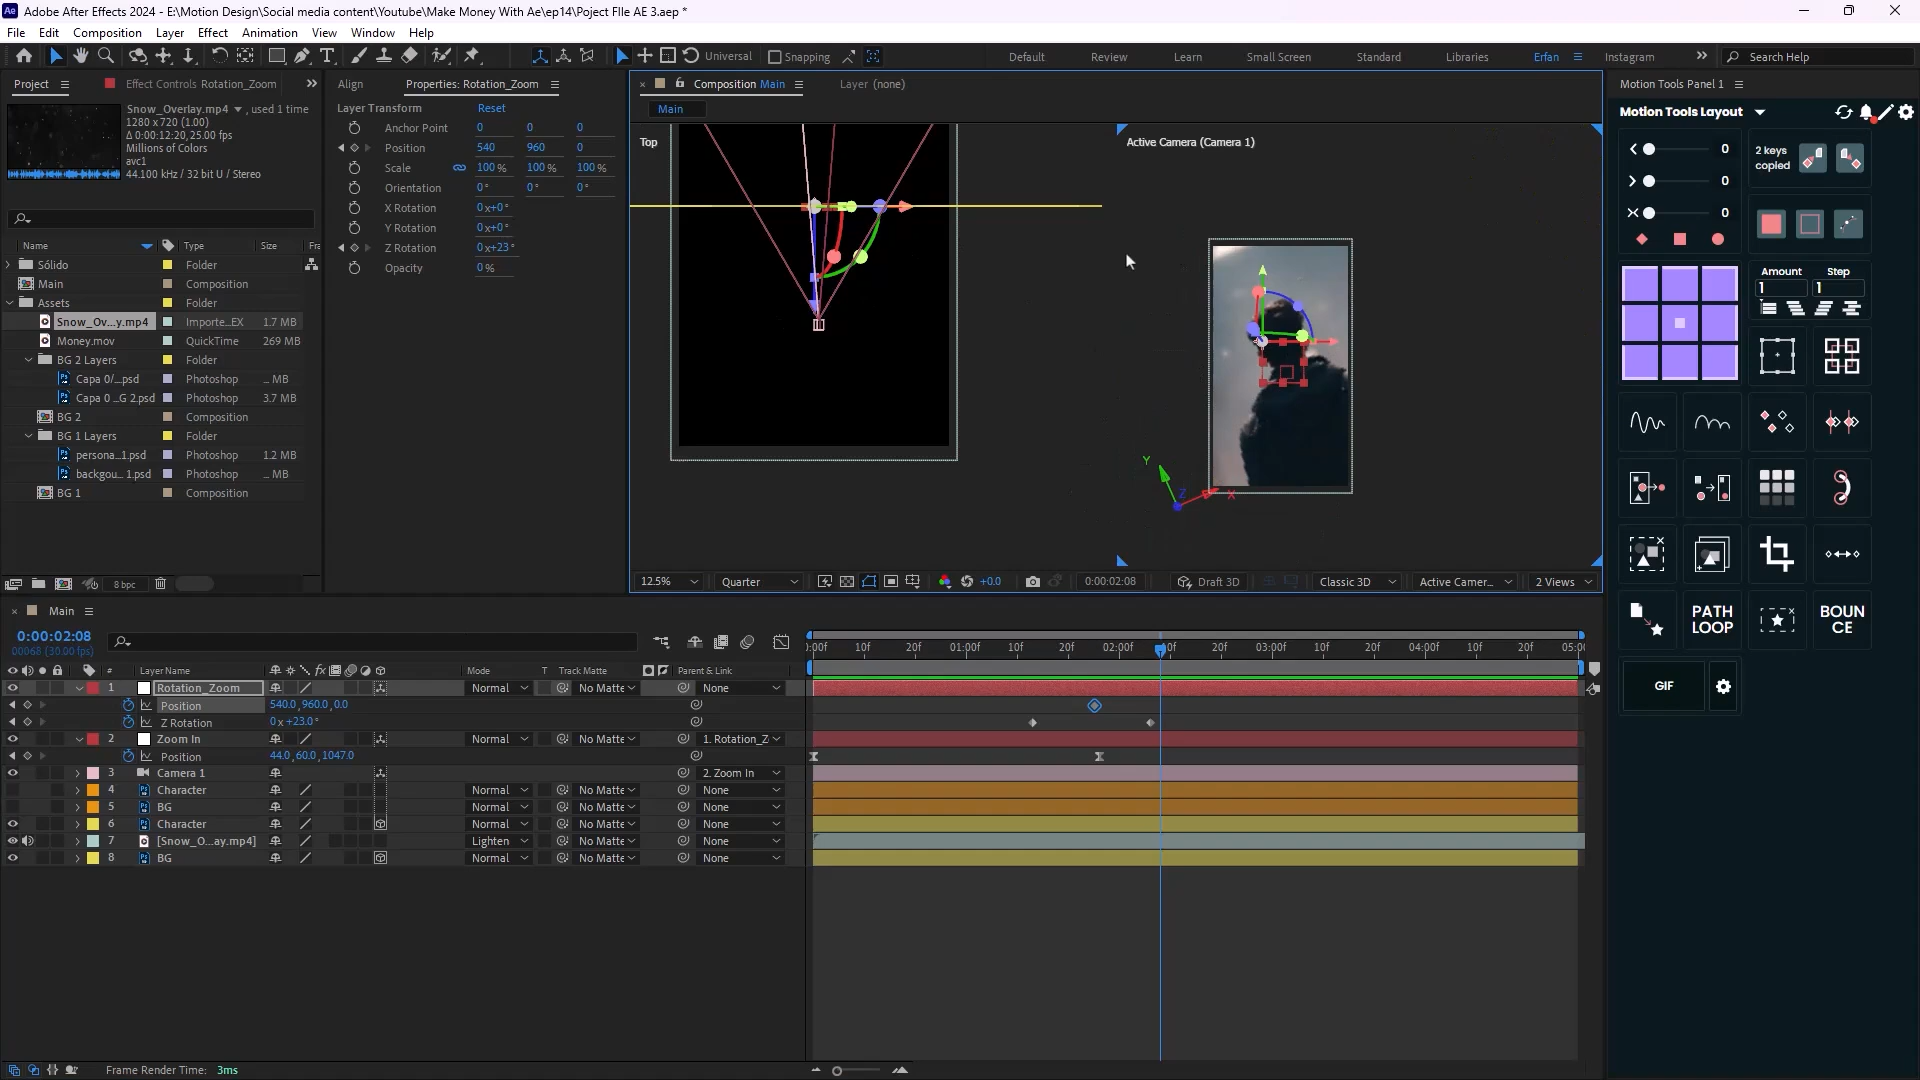 Adobe After Effects 2024 - E:\Motion Design\Social media content\Youtube\Make Money With Ae\ep14\Poject FIle AE 3.aep *
File Edit Composition Layer Effect Animation View Window Help
Universal Snapping Default Review Learn Small Screen Standard Libraries Erfan Instagram Search Help
Project Effect Controls Rotation_Zoom
Snow_Overlay.mp4 , used 1 time
1280 x 720 (1.00)
Δ 0:00:12:20, 25.00 fps
Millions of Colors
avc1
44.100 kHz / 32 bit U / Stereo
Name Type Size Fra
Sólido Folder
Main Composition
Assets Folder
Snow_Ov...y.mp4 Importe...EX 1.7 MB
Money.mov QuickTime 269 MB
BG 2 Layers Folder
Capa 0/_.psd Photoshop ... MB
Capa 0 ..G 2.psd Photoshop 3.7 MB
BG 2 Composition
BG 1 Layers Folder
persona...1.psd Photoshop 1.2 MB
backgou... 1.psd Photoshop ... MB
BG 1 Composition
8 bpc
Align Properties: Rotation_Zoom
Layer Transform Reset
Anchor Point 0 0 0
Position 540 960 0
Scale 100 % 100 % 100 %
Orientation 0° 0° 0°
X Rotation 0x+0°
Y Rotation 0x+0°
Z Rotation 0x+23°
Opacity 0 %
Composition Main Layer (none)
Main
Top
Active Camera (Camera 1)
Y
Z
X
12.5% Quarter +0.0 0:00:02:08 Draft 3D Classic 3D Active Camer... 2 Views
Motion Tools Panel 1
Motion Tools Layout
0
2 keys copied
0
0
Amount Step
1 1
PATH LOOP
BOUN CE
GIF
Main
0:00:02:08
00068 (30.00 fps)
:00f 10f 20f 01:00f 10f 20f 02:00f 20f 03:00f 10f 20f 04:00f 10f 20f 05:00
# Layer Name Mode T Track Matte Parent & Link
1 Rotation_Zoom Normal No Matte None
Position 540.0,960.0,0.0
Z Rotation 0 x +23.0°
2 Zoom In Normal No Matte 1. Rotation_Z
Position 44.0,60.0,1047.0
3 Camera 1 2. Zoom In
4 Character Normal No Matte None
5 BG Normal No Matte None
6 Character Normal No Matte None
7 [Snow_O...ay.mp4] Lighten No Matte None
8 BG Normal No Matte None
Frame Render Time: 3ms